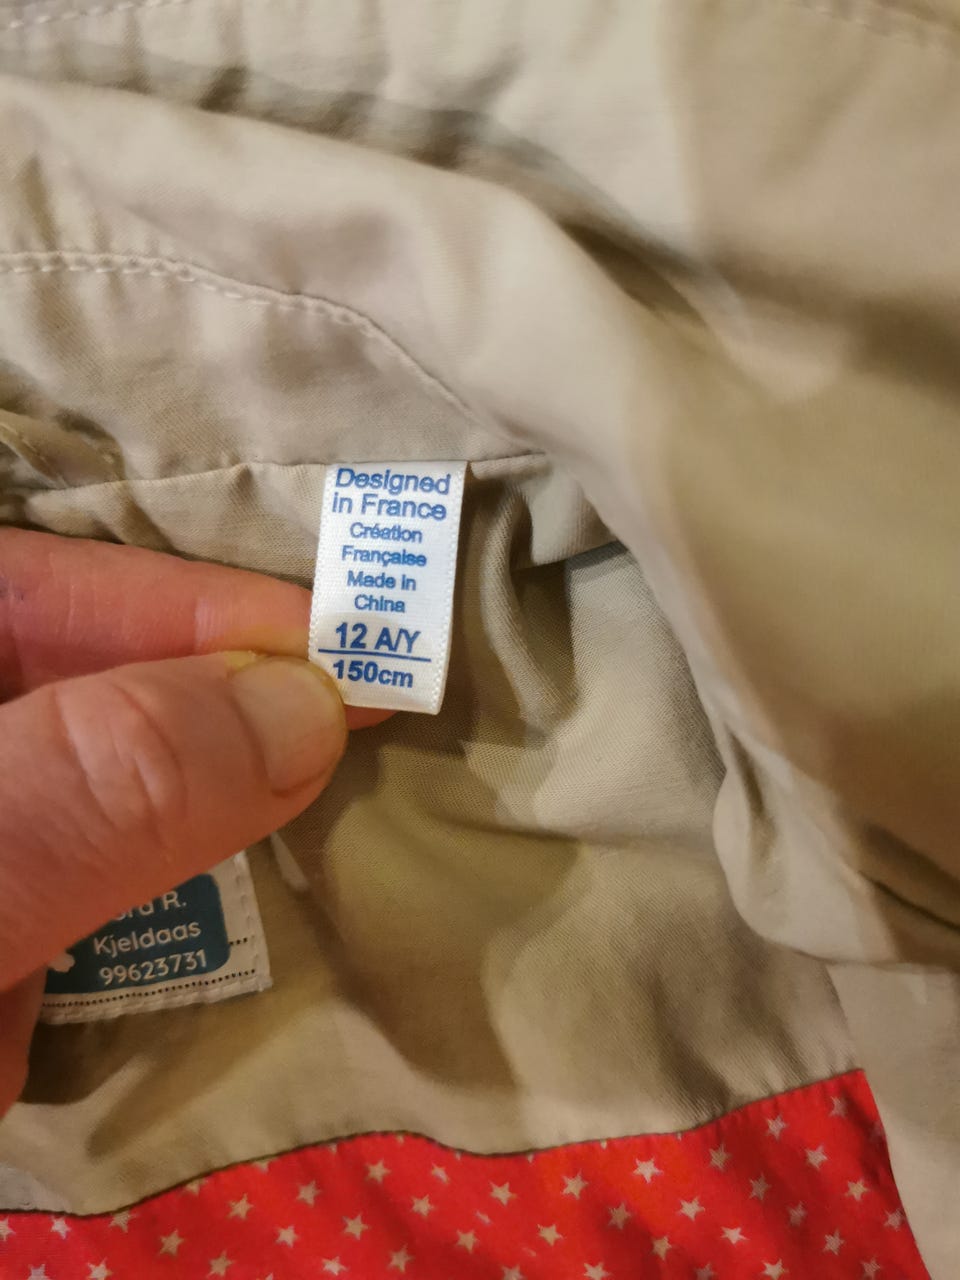 Designed
in France
Création
Française
Made in
China
12 A/Y
150cm
R.
Kjeldaas
99623731